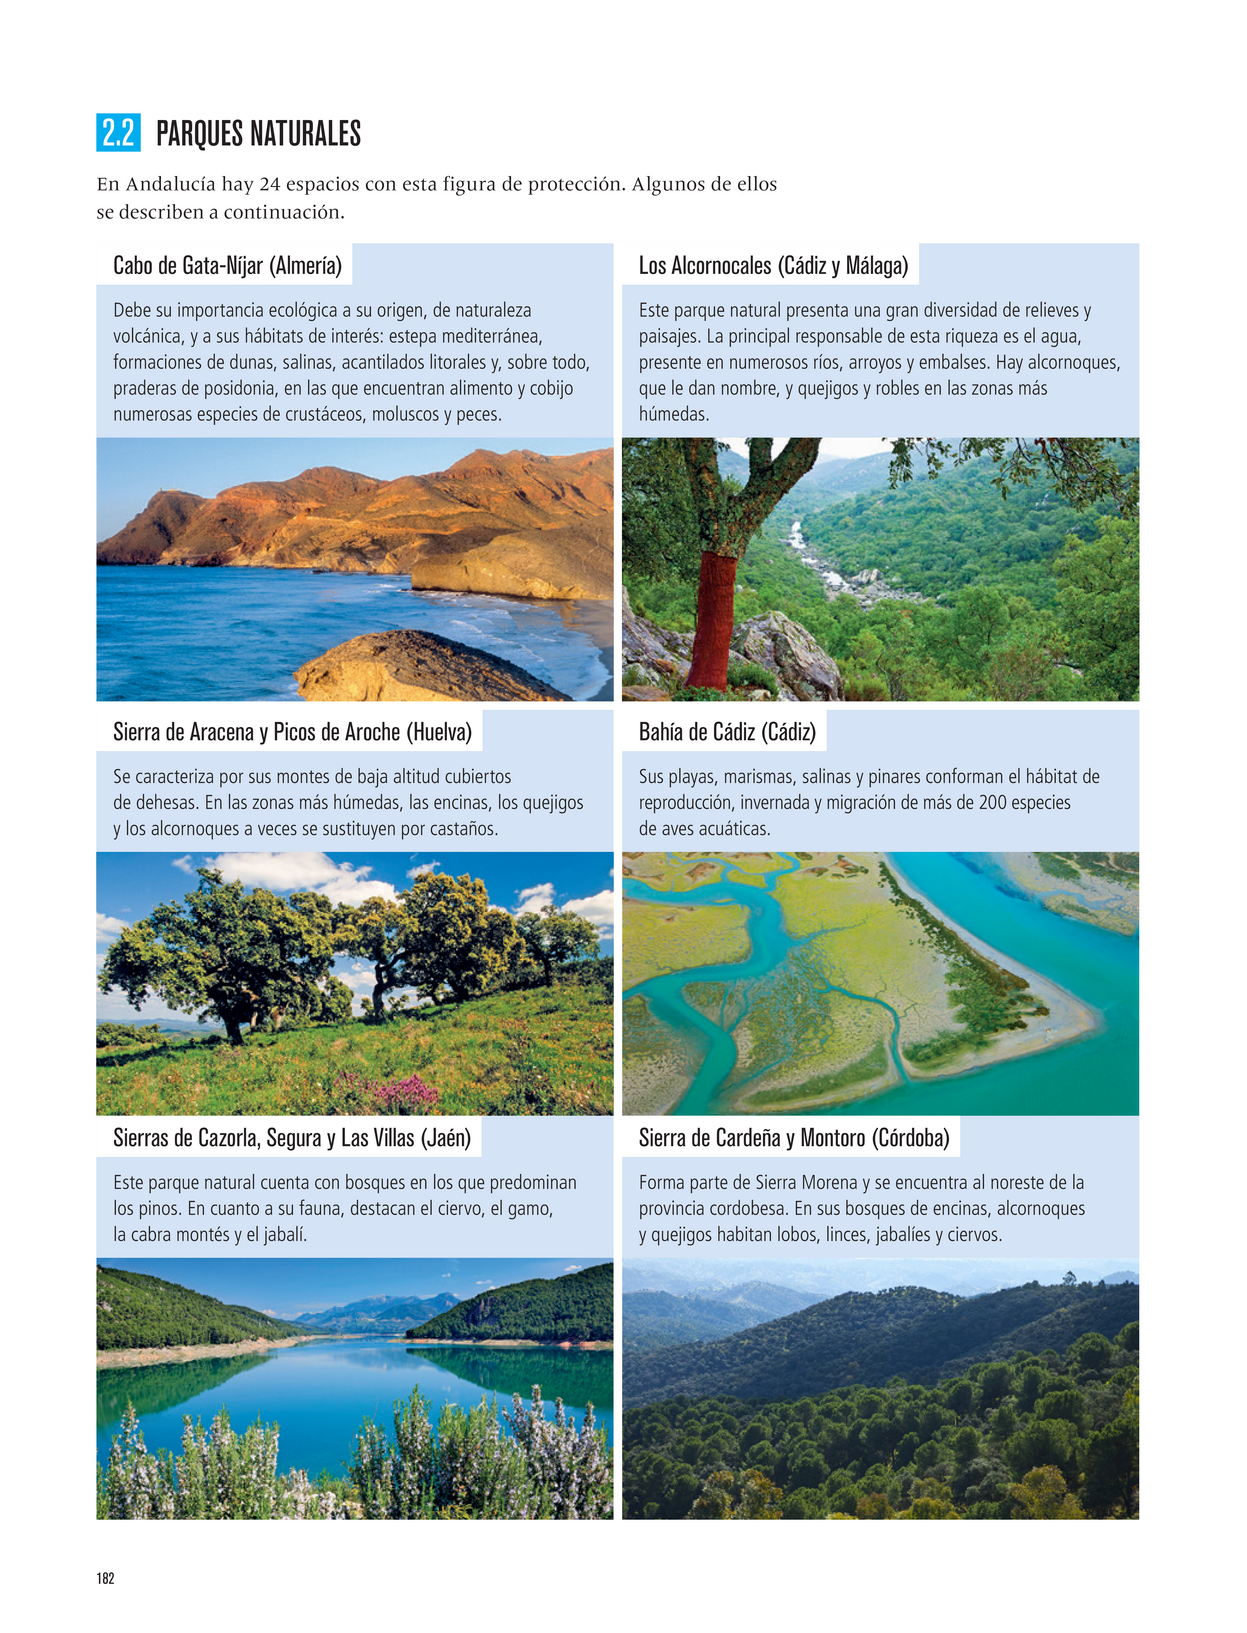 2.2 PARQUES NATURALES
En Andalucía hay 24 espacios con esta figura de protección. Algunos de ellos
se describen a continuación.
Cabo de Gata-Níjar (Almería)
Debe su importancia ecológica a su origen, de naturaleza
volcánica, y a sus hábitats de interés: estepa mediterránea,
formaciones de dunas, salinas, acantilados litorales y, sobre todo,
praderas de posidonia, en las que encuentran alimento y cobijo
numerosas especies de crustáceos, moluscos y peces.
Los Alcornocales (Cádiz y Málaga)
Este parque natural presenta una gran diversidad de relieves y
paisajes. La principal responsable de esta riqueza es el agua,
presente en numerosos ríos, arroyos y embalses. Hay alcornoques,
que le dan nombre, y quejigos y robles en las zonas más
húmedas.
Sierra de Aracena y Picos de Aroche (Huelva)
Se caracteriza por sus montes de baja altitud cubiertos
de dehesas. En las zonas más húmedas, las encinas, los quejigos
y los alcornoques a veces se sustituyen por castaños.
Bahía de Cádiz (Cádiz)
Sus playas, marismas, salinas y pinares conforman el hábitat de
reproducción, invernada y migración de más de 200 especies
de aves acuáticas.
Sierras de Cazorla, Segura y Las Villas (Jaén)
Este parque natural cuenta con bosques en los que predominan
los pinos. En cuanto a su fauna, destacan el ciervo, el gamo,
la cabra montés y el jabalí.
Sierra de Cardeña y Montoro (Córdoba)
Forma parte de Sierra Morena y se encuentra al noreste de la
provincia cordobesa. En sus bosques de encinas, alcornoques
y quejigos habitan lobos, linces, jabalíes y ciervos.
182